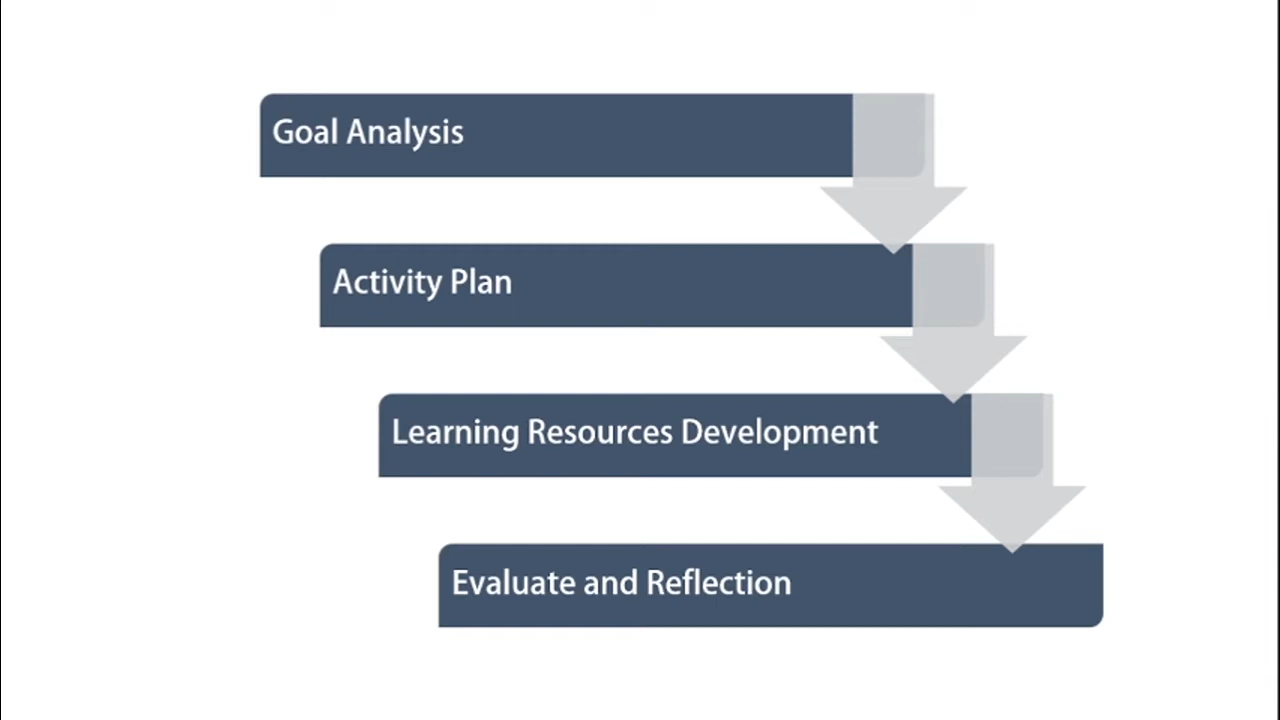 Goal Analysis
Activity Plan
Learning Resources Development
Evaluate and Reflection